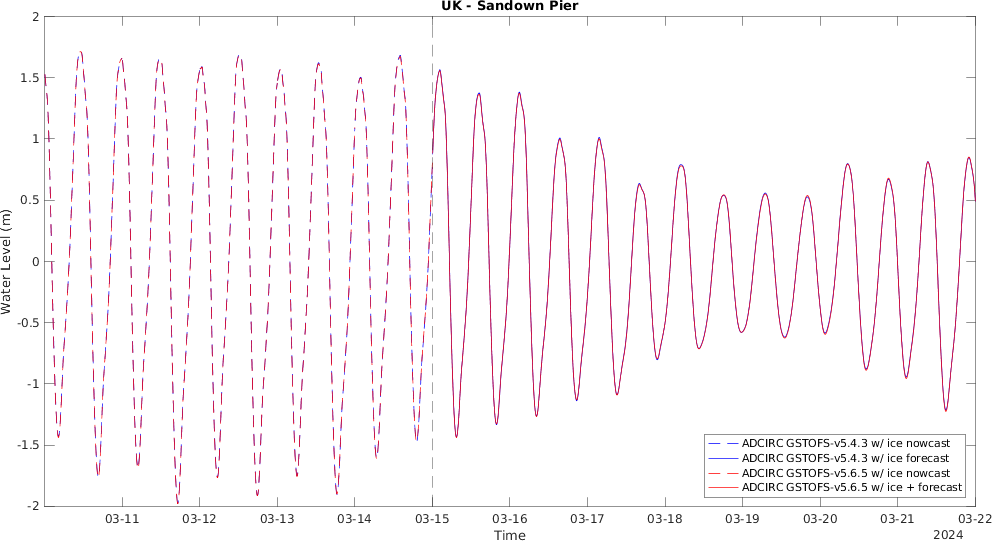 UK - Sandown Pier
2
1.5
1
0.5
0
-0.5
-1
-1.5
-2
Water Level (m)
ADCIRC GSTOFS-v5.4.3 w/ ice nowcast
ADCIRC GSTOFS-v5.4.3 w/ ice forecast
ADCIRC GSTOFS-v5.6.5 w/ ice nowcast
ADCIRC GSTOFS-v5.6.5 w/ ice + forecast
03-11 03-12 03-13 03-14 03-15 03-16 03-17 03-18 03-19 03-20 03-21 03-22
Time
2024